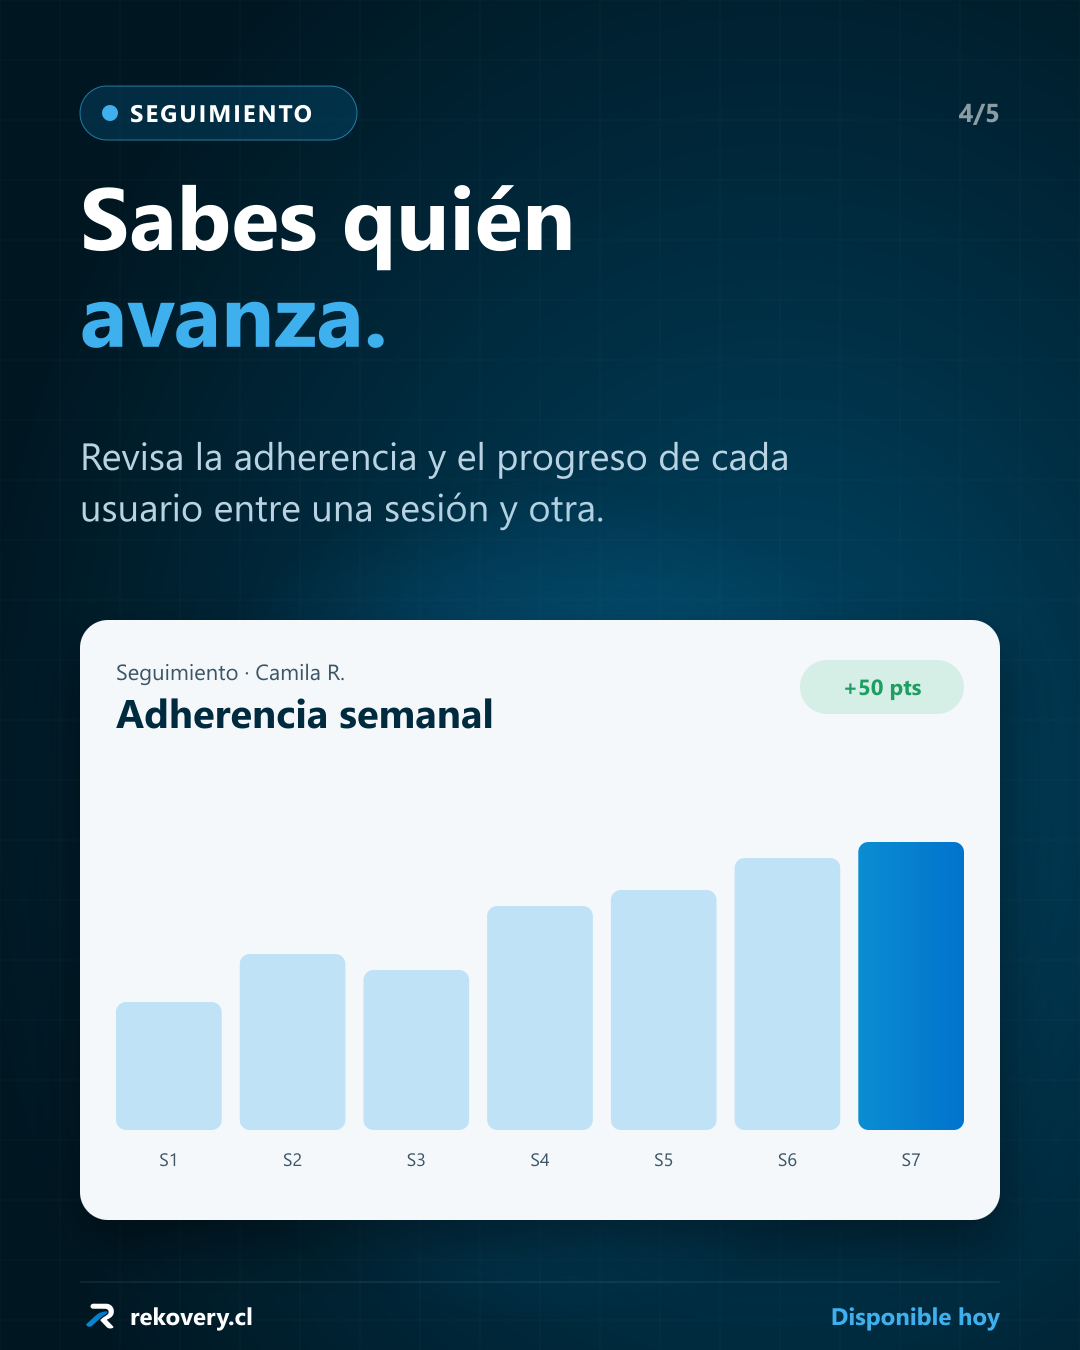 SEGUIMIENTO
4/5
Sabes quién
avanza.
Revisa la adherencia y el progreso de cada
usuario entre una sesión y otra.
Seguimiento · Camila R.
Adherencia semanal
+50 pts
S1 S2 S3 S4 S5 S6 S7
rekovery.cl
Disponible hoy